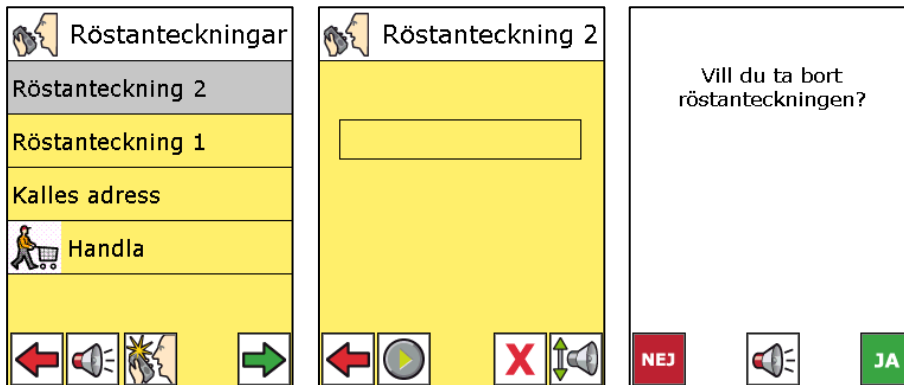 Röstanteckningar
Röstanteckning 2
Röstanteckning 1
Kalles adress
Handla
Röstanteckning 2
Vill du ta bort
röstanteckningen?
NEJ
JA